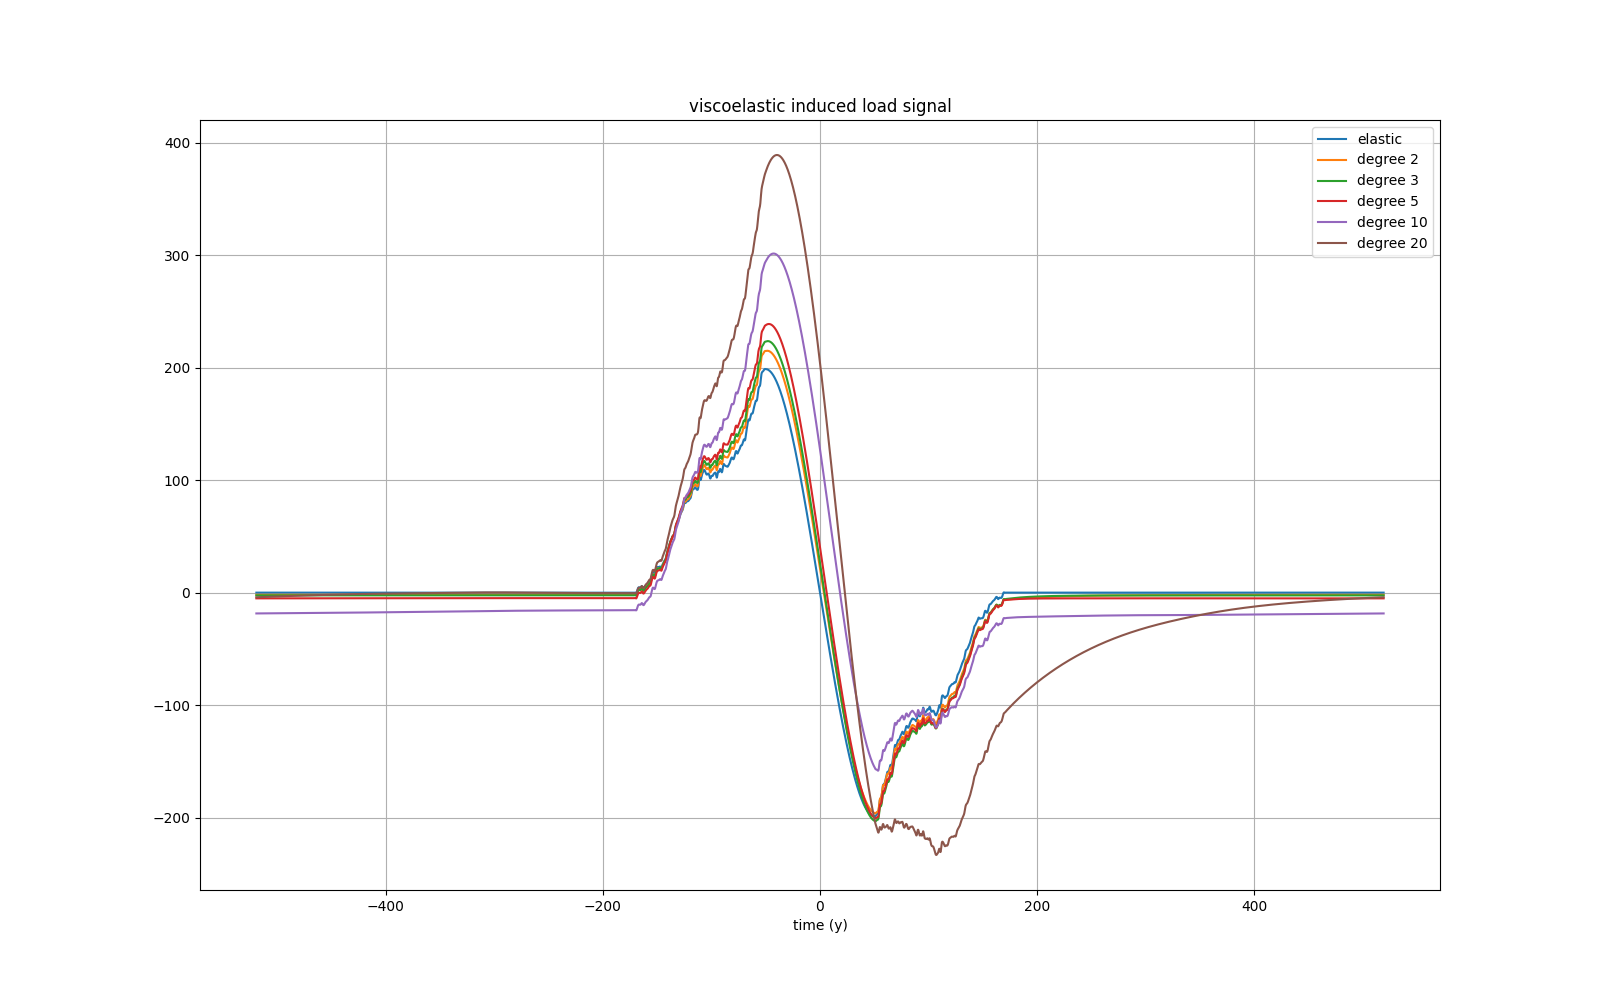 viscoelastic induced load signal
400
300
200
100
0
−100
−200
−400
−200
0
200
400
time (y)
elastic
degree 2
degree 3
degree 5
degree 10
degree 20